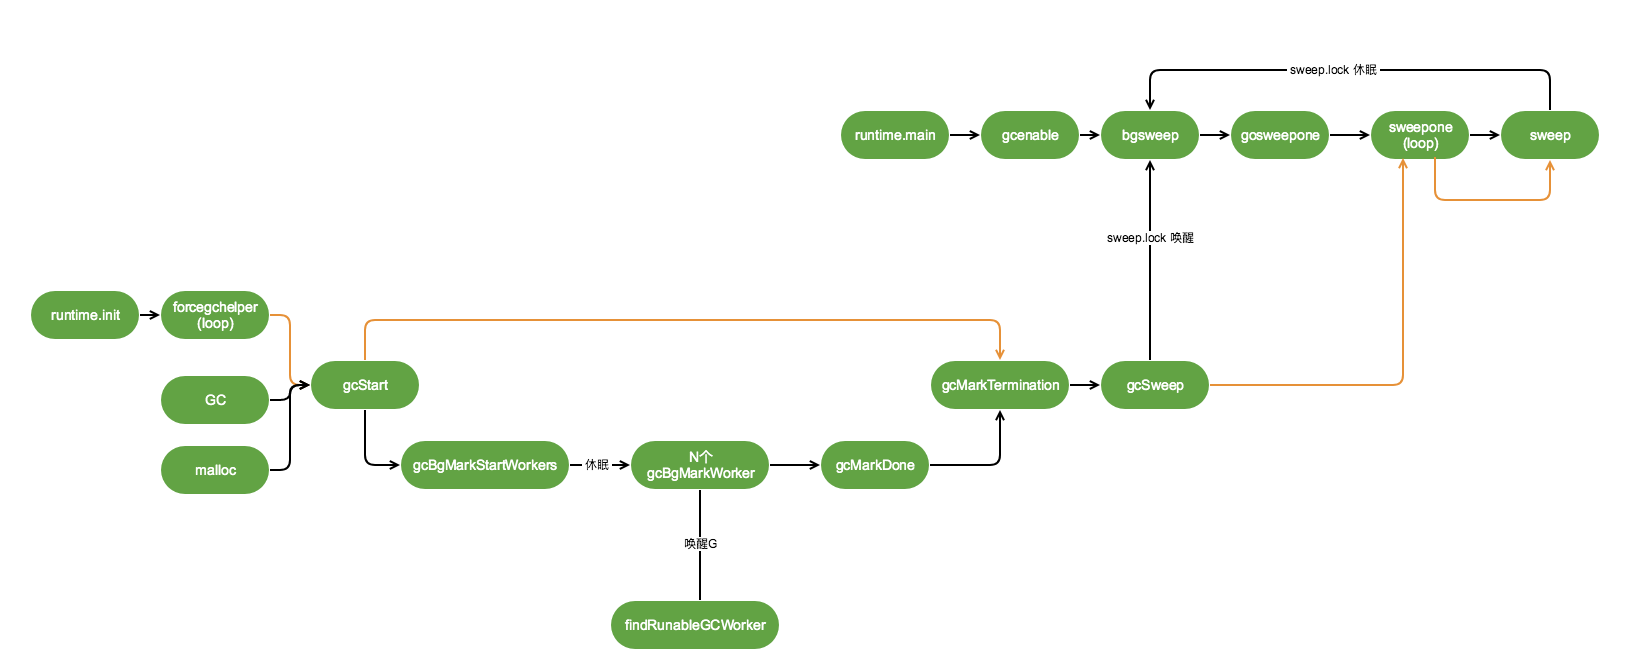 sweep.lock 休眠
runtime.main
gcenable
bgsweep
gosweepone
sweepone
(loop)
sweep
sweep.lock 唤醒
runtime.init
forcegchelper
(loop)
gcStart
GC
malloc
gcMarkTermination
gcSweep
gcBgMarkStartWorkers
休眠
N个
gcBgMarkWorker
gcMarkDone
唤醒G
findRunableGCWorker